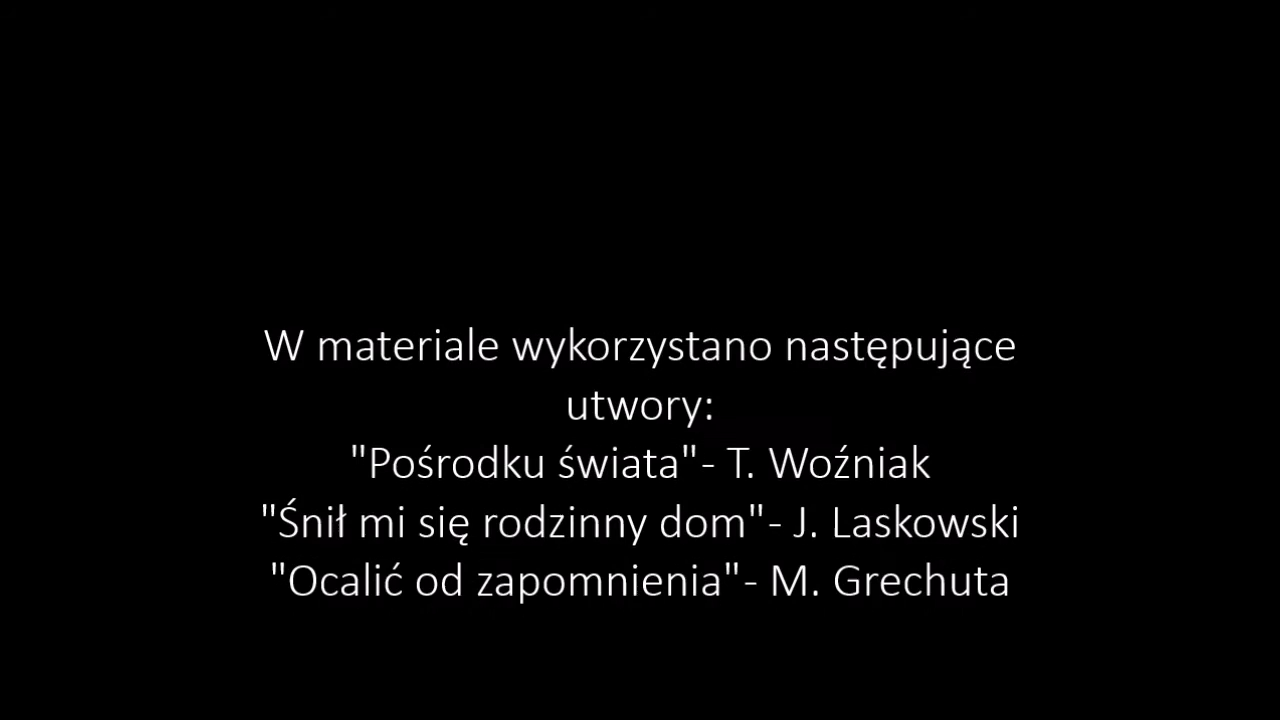 W materiale wykorzystano następujące
utwory:
"Pośrodku świata"- T. Woźniak
"Śnił mi się rodzinny dom"- J. Laskowski
"Ocalić od zapomnienia"- M. Grechuta